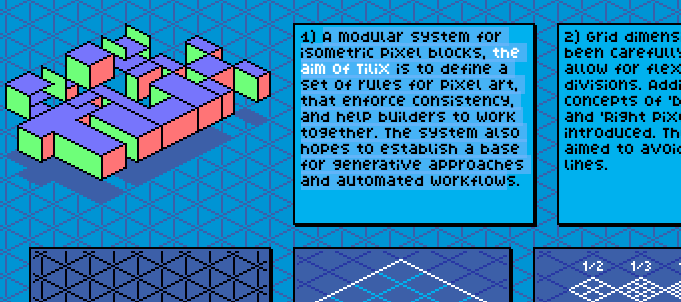 1) A modular system for
isometric pixel blocks, the
aim of Tilix is to define a
set of rules for pixel art,
that enforce consistency,
and help builders to work
together. The system also
hopes to establish a base
for generative approaches
and automated workflows.
2) Grid dimens
been carefully
allow for flex
divisions. Addi
concepts of 'D
and 'Right Pix
introduced. Th
aimed to avoid
lines.
1/2 1/3